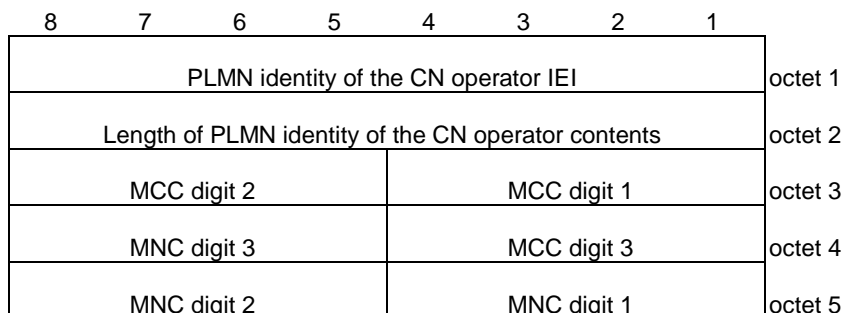 8 7 6 5 4 3 2 1
PLMN identity of the CN operator IEI octet 1
Length of PLMN identity of the CN operator contents octet 2
MCC digit 2 MCC digit 1 octet 3
MNC digit 3 MCC digit 3 octet 4
MNC digit 2 MNC digit 1 octet 5